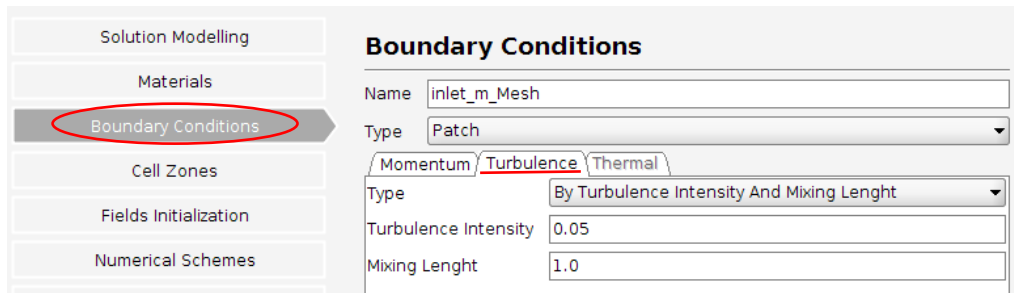 Solution Modelling
Materials
Boundary Conditions
Cell Zones
Fields Initialization
Numerical Schemes
Boundary Conditions
Name inlet_m_Mesh
Type Patch
Momentum Turbulence Thermal
Type By Turbulence Intensity And Mixing Lenght
Turbulence Intensity 0.05
Mixing Lenght 1.0